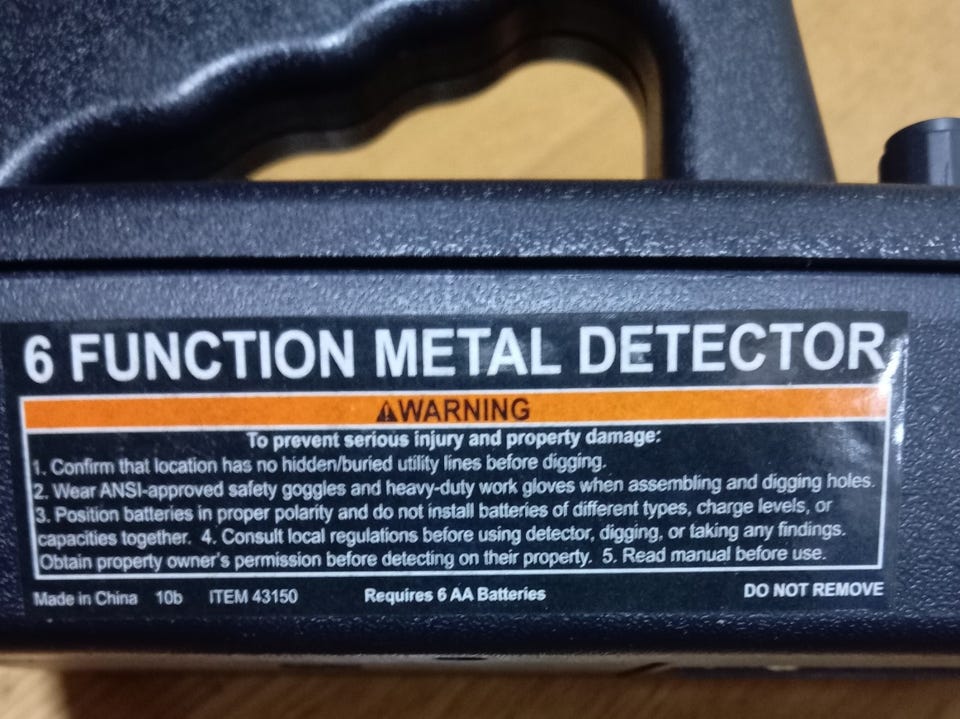 6 FUNCTION METAL DETECTOR
⚠WARNING
To prevent serious injury and property damage:
1. Confirm that location has no hidden/buried utility lines before digging.
2. Wear ANSI-approved safety goggles and heavy-duty work gloves when assembling and digging holes.
3. Position batteries in proper polarity and do not install batteries of different types, charge levels, or
capacities together. 4. Consult local regulations before using detector, digging, or taking any findings.
Obtain property owner's permission before detecting on their property. 5. Read manual before use.
Made in China 10b ITEM 43150 Requires 6 AA Batteries DO NOT REMOVE